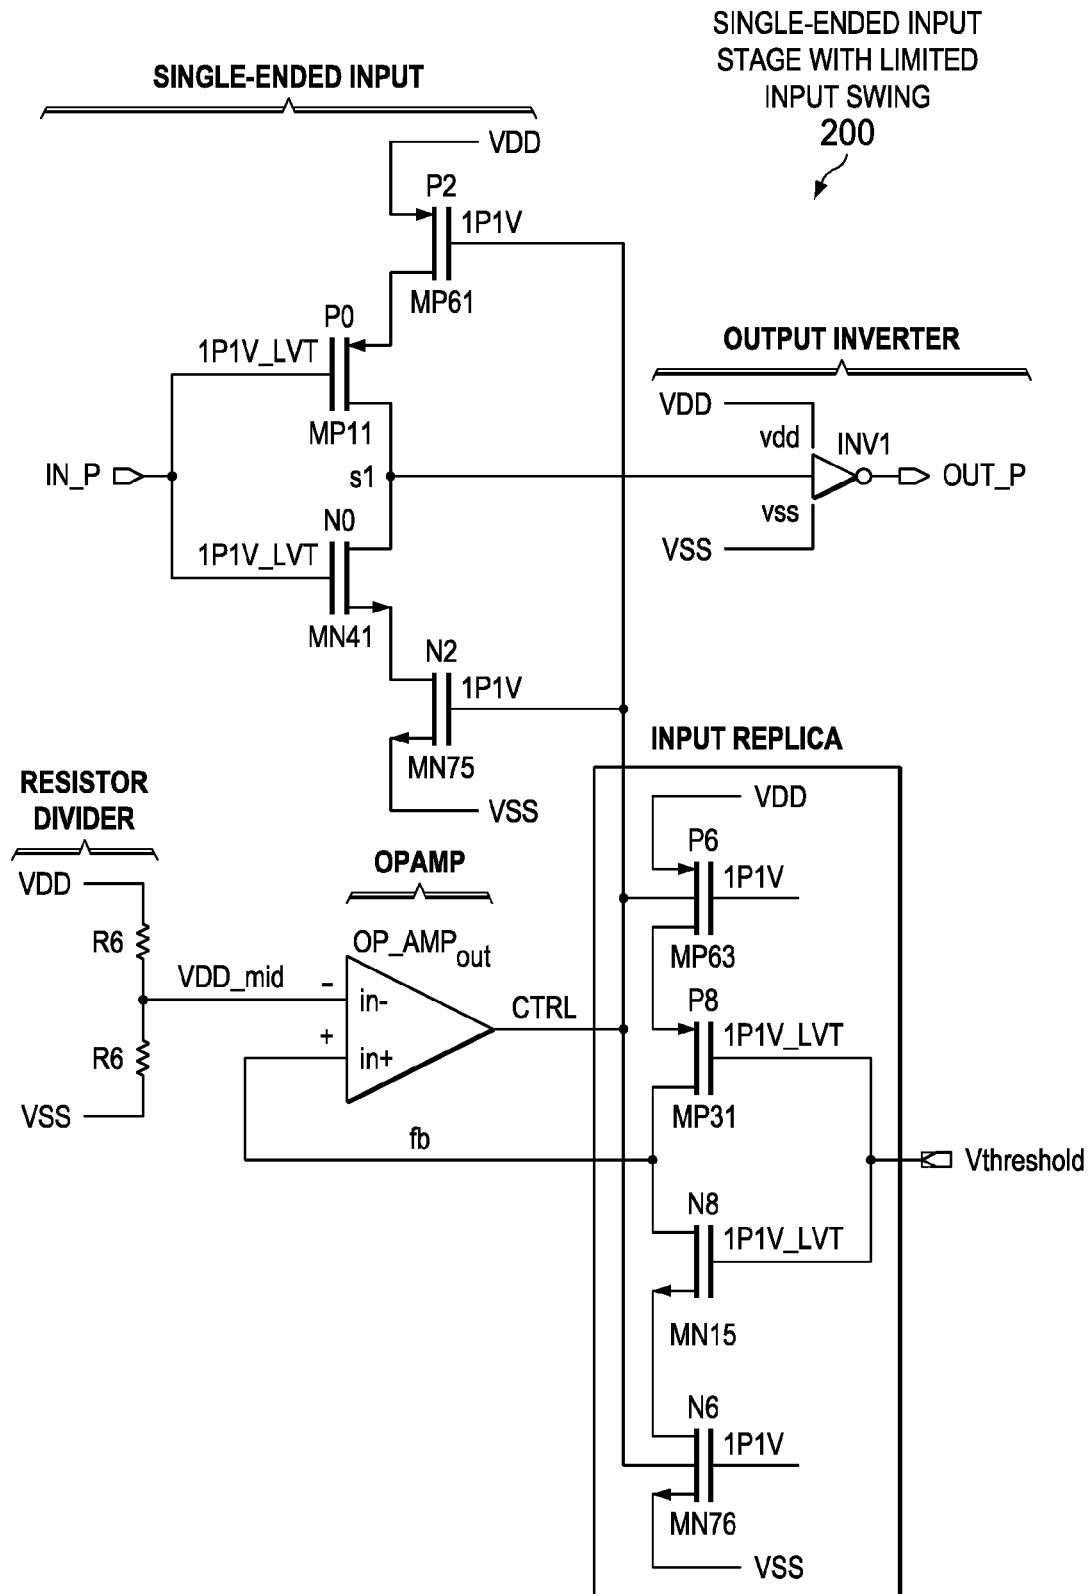 SINGLE-ENDED INPUT
STAGE WITH LIMITED
INPUT SWING
200
SINGLE-ENDED INPUT
VDD
P2
1P1V
MP61
P0
1P1V_LVT
MP11
OUTPUT INVERTER
VDD
vdd
INV1
IN_P
s1
OUT_P
vss
VSS
N0
1P1V_LVT
MN41
N2
1P1V
MN75
VSS
INPUT REPLICA
RESISTOR
DIVIDER
VDD
R6
VDD_mid
R6
VSS
OPAMP
OP_AMPout
-
in-
+
in+
CTRL
fb
VDD
P6
1P1V
MP63
P8
1P1V_LVT
MP31
Vthreshold
N8
1P1V_LVT
MN15
N6
1P1V
MN76
VSS